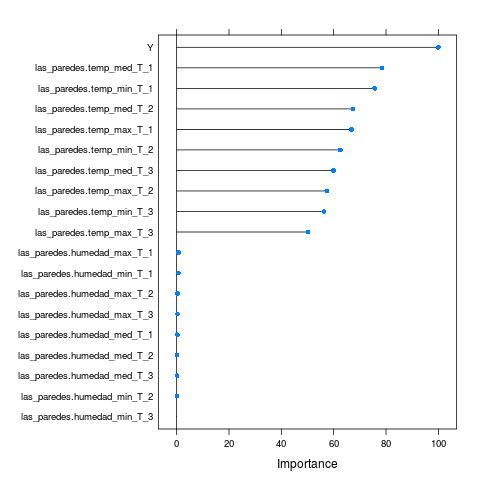 Y
las_paredes.temp_med_T_1
las_paredes.temp_min_T_1
las_paredes.temp_med_T_2
las_paredes.temp_max_T_1
las_paredes.temp_min_T_2
las_paredes.temp_med_T_3
las_paredes.temp_max_T_2
las_paredes.temp_min_T_3
las_paredes.temp_max_T_3
las_paredes.humedad_max_T_1
las_paredes.humedad_min_T_1
las_paredes.humedad_max_T_2
las_paredes.humedad_max_T_3
las_paredes.humedad_med_T_1
las_paredes.humedad_med_T_2
las_paredes.humedad_med_T_3
las_paredes.humedad_min_T_2
las_paredes.humedad_min_T_3
0 20 40 60 80 100
Importance